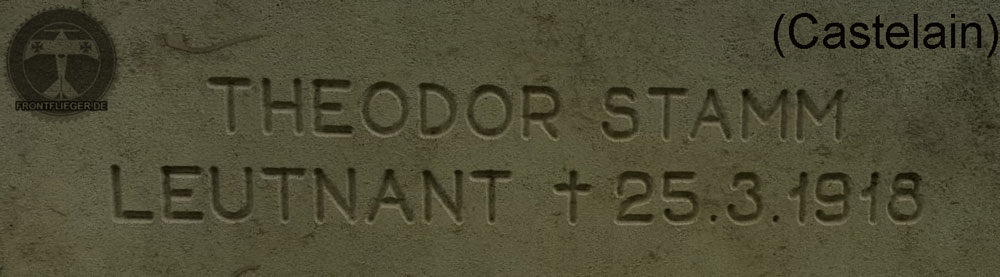 (Castelain)
FRONTFLIEGER.DE
THEODOR STAMM
LEUTNANT † 25.3.1918